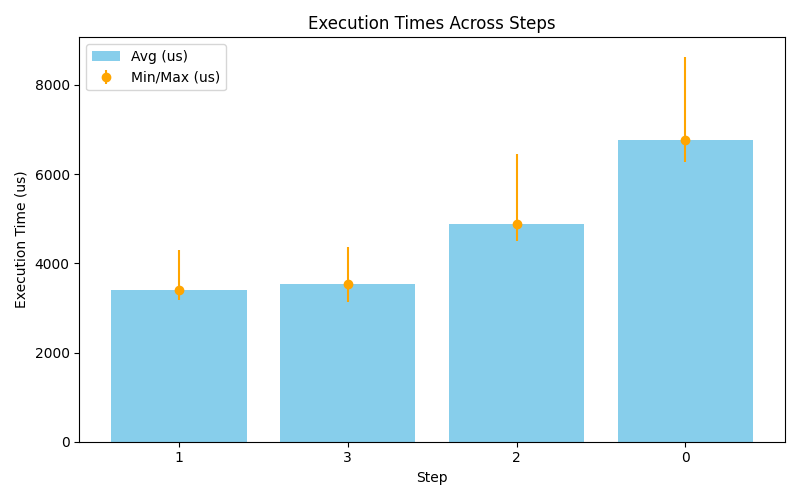 Execution Times Across Steps
Avg (us)
Min/Max (us)
8000
6000
4000
2000
0
Execution Time (us)
1 3 2 0
Step